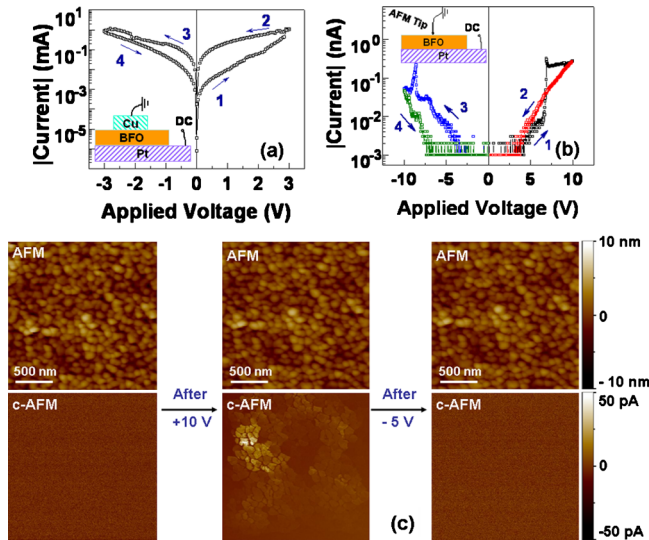 |Current| (mA)
10¹
10⁻¹
10⁻³
10⁻⁵
4
3
2
1
Cu
BFO
Pt
DC
(a)
-3 -2 -1 0 1 2 3
Applied Voltage (V)
|Current| (nA)
10⁰
10⁻¹
10⁻²
10⁻³
AFM Tip
DC
BFO
Pt
3
4
2
1
(b)
-10 -5 0 5 10
Applied Voltage (V)
AFM
500 nm
AFM
500 nm
AFM
500 nm
10 nm
0
- 10 nm
c-AFM
After
+10 V
c-AFM
After
- 5 V
c-AFM
50 pA
0
-50 pA
(c)